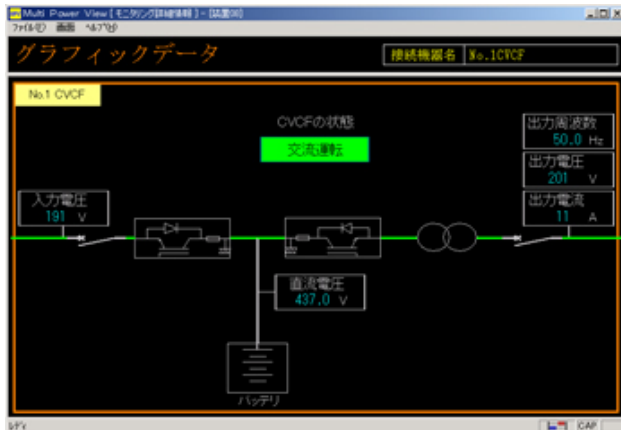 Multi Power View [ モニタリング詳細情報 ] - [装置00]
ファイル(F) 画面 ヘルプ(H)
グラフィックデータ
接続機器名 No.1CVCF
No.1 CVCF
CVCFの状態
交流運転
出力周波数
50.0 Hz
出力電圧
201 V
出力電流
11 A
入力電圧
191 V
直流電圧
437.0 V
バッテリ
レディ
CAP